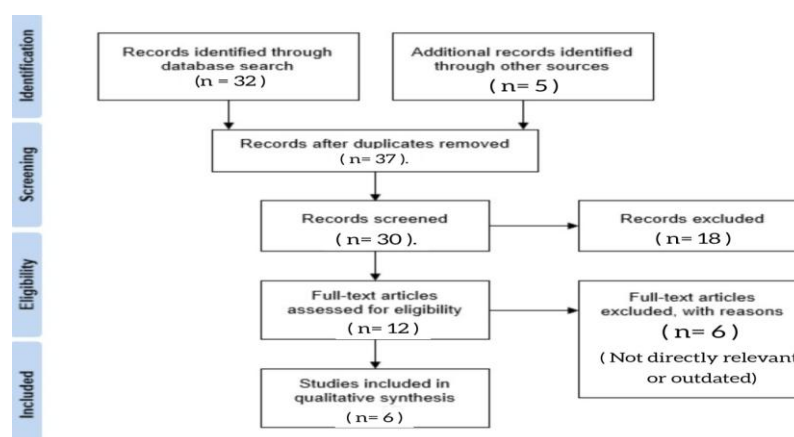 Identification
Records identified through
database search
(n = 32)
Additional records identified
through other sources
( n= 5 )
Records after duplicates removed
( n= 37).
Screening
Records screened
( n= 30).
Records excluded
( n= 18 )
Eligibility
Full-text articles
assessed for eligibility
( n= 12 )
Full-text articles
excluded, with reasons
( n= 6 )
( Not directly relevant
or outdated)
Included
Studies included in
qualitative synthesis
( n= 6 )